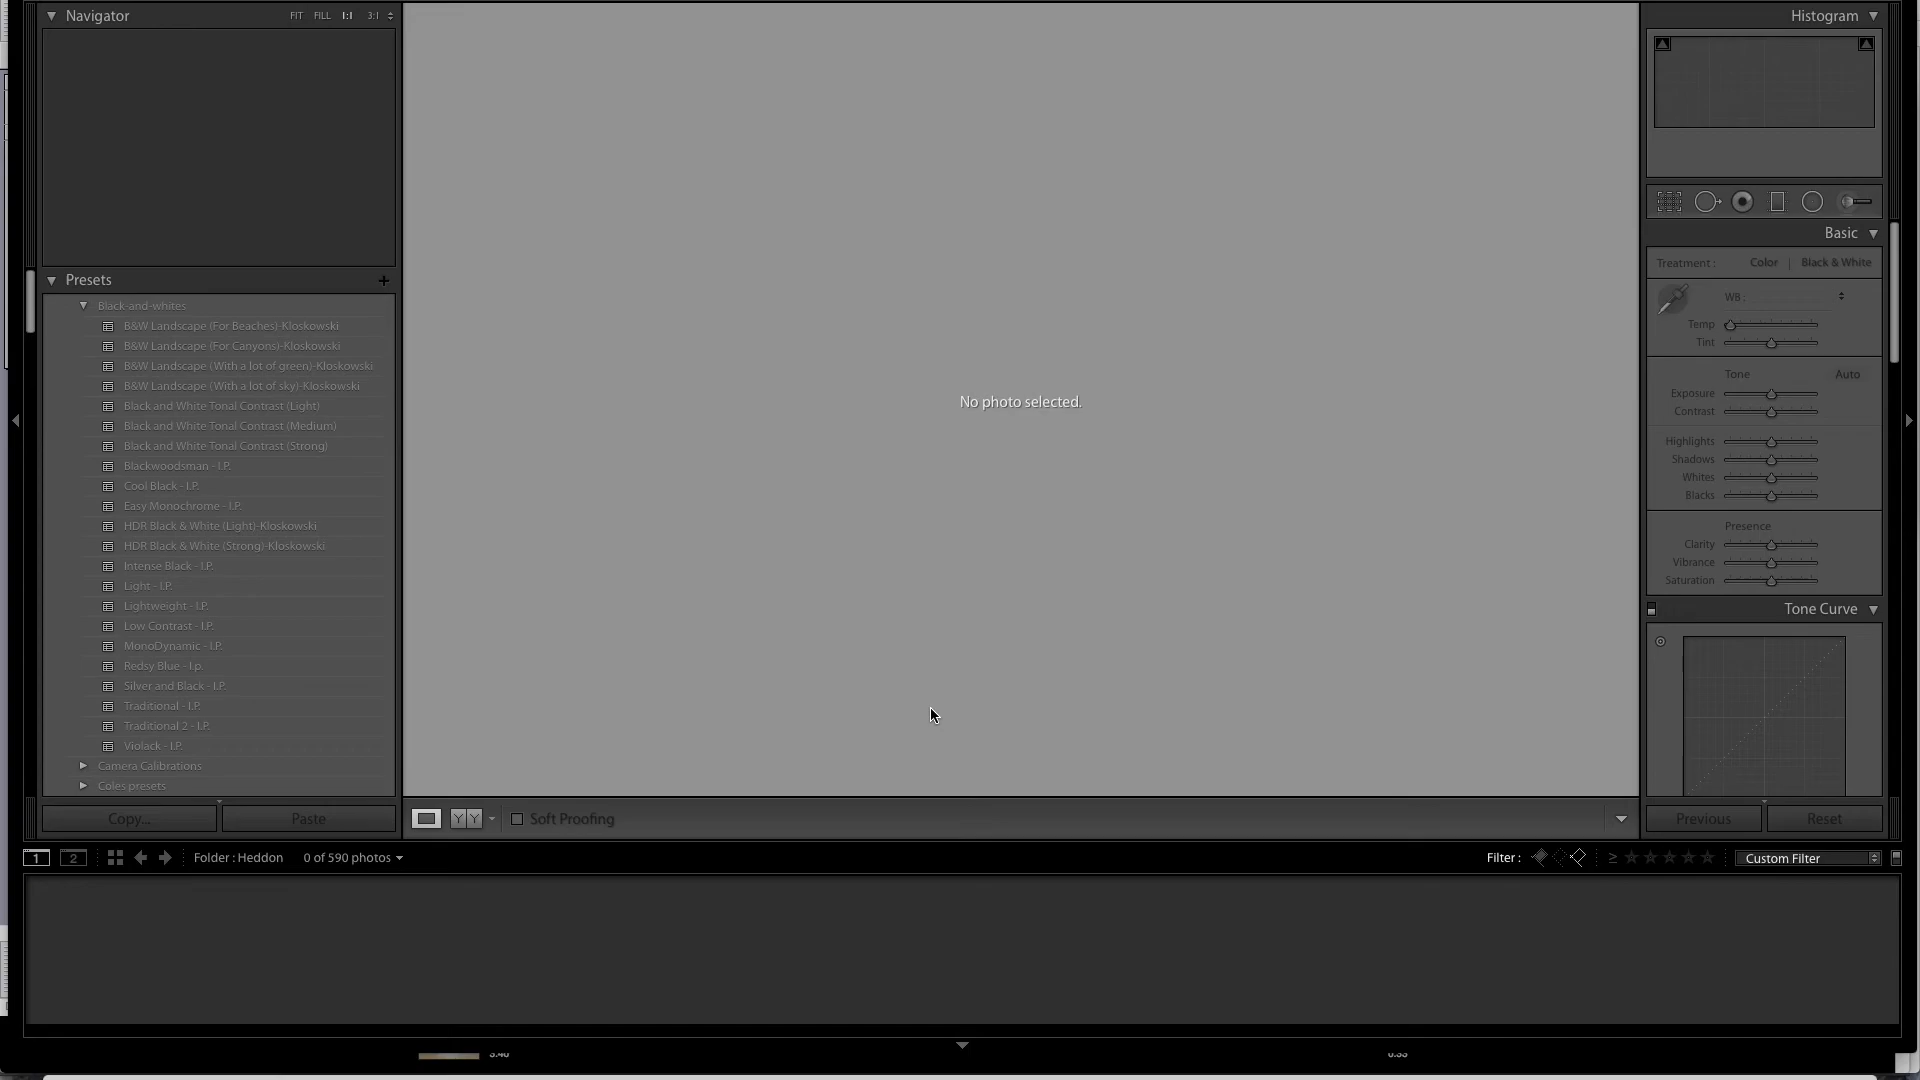 Navigator
FIT FILL 1:1 3:1
Presets
Black-and-whites
B&W Landscape (For Beaches)-Kloskowski
B&W Landscape (For Canyons)-Kloskowski
B&W Landscape (With a lot of green)-Kloskowski
B&W Landscape (With a lot of sky)-Kloskowski
Black and White Tonal Contrast (Light)
Black and White Tonal Contrast (Medium)
Black and White Tonal Contrast (Strong)
Blackwoodsman - I.P.
Cool Black - I.P.
Easy Monochrome - I.P.
HDR Black & White (Light)-Kloskowski
HDR Black & White (Strong)-Kloskowski
Intense Black - I.P.
Light - I.P.
Lightweight - I.P.
Low Contrast - I.P.
MonoDynamic - I.P.
Redsy Blue - I.p.
Silver and Black - I.P.
Traditional - I.P.
Traditional 2 - I.P.
Violack - I.P.
Camera Calibrations
Coles presets
Copy...
Paste
No photo selected.
YY
Soft Proofing
Histogram
Basic
Treatment : Color | Black & White
WB :
Temp
Tint
Tone Auto
Exposure
Contrast
Highlights
Shadows
Whites
Blacks
Presence
Clarity
Vibrance
Saturation
Tone Curve
Previous
Reset
1 2
Folder : Heddon
0 of 590 photos
Filter :
≥
Custom Filter